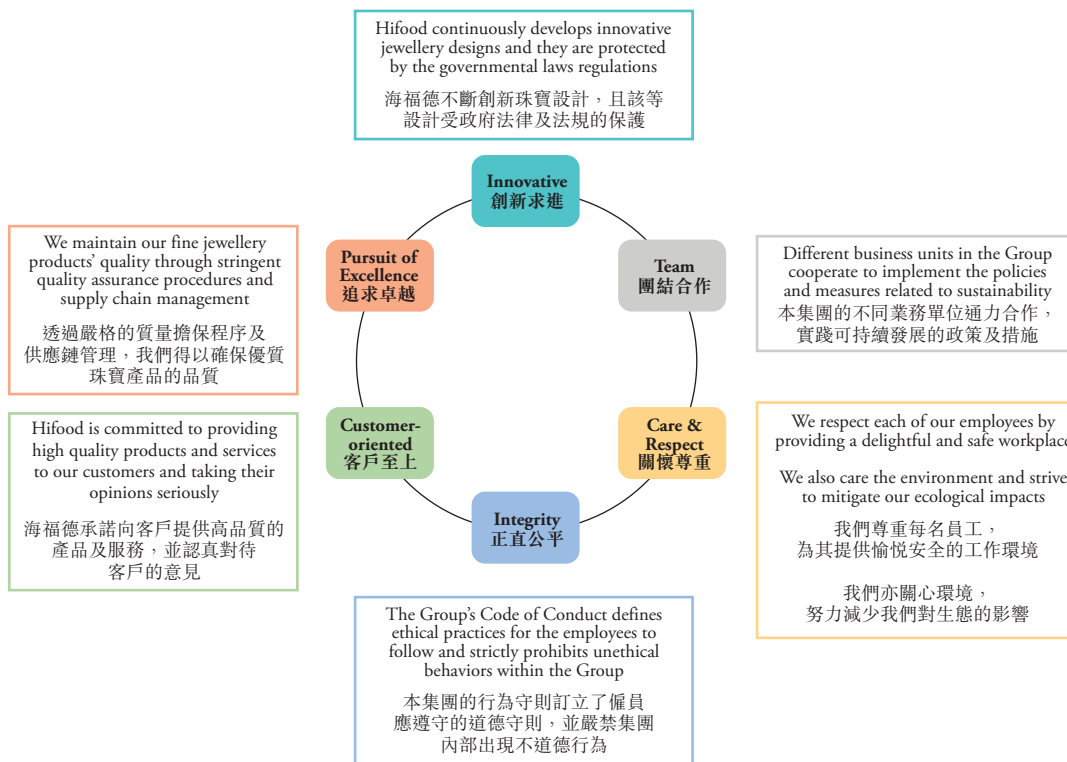 Hifood continuously develops innovative
jewellery designs and they are protected
by the governmental laws regulations
海福德不斷創新珠寶設計，且該等
設計受政府法律及法規的保護
Innovative
創新求進
Pursuit of
Excellence
追求卓越
We maintain our fine jewellery
products' quality through stringent
quality assurance procedures and
supply chain management
透過嚴格的質量擔保程序及
供應鏈管理，我們得以確保優質
珠寶產品的品質
Team
團結合作
Different business units in the Group
cooperate to implement the policies
and measures related to sustainability
本集團的不同業務單位通力合作，
實踐可持續發展的政策及措施
Customer-
oriented
客戶至上
Hifood is committed to providing
high quality products and services
to our customers and taking their
opinions seriously
海福德承諾向客戶提供高品質的
產品及服務，並認真對待
客戶的意見
Care &
Respect
關懷尊重
We respect each of our employees by
providing a delightful and safe workplace
We also care the environment and strive
to mitigate our ecological impacts
我們尊重每名員工，
為其提供愉悅安全的工作環境
我們亦關心環境，
努力減少我們對生態的影響
Integrity
正直公平
The Group's Code of Conduct defines
ethical practices for the employees to
follow and strictly prohibits unethical
behaviors within the Group
本集團的行為守則訂立了僱員
應遵守的道德守則，並嚴禁集團
內部出現不道德行為